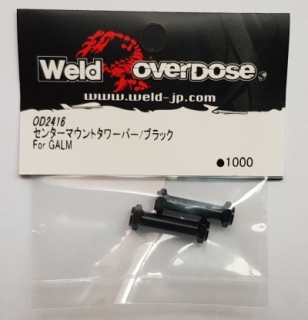 Weld OVERDOSE
www.weld-jp.com
OD2416
センターマウントタワーバー/ブラック
For GALM
●1000